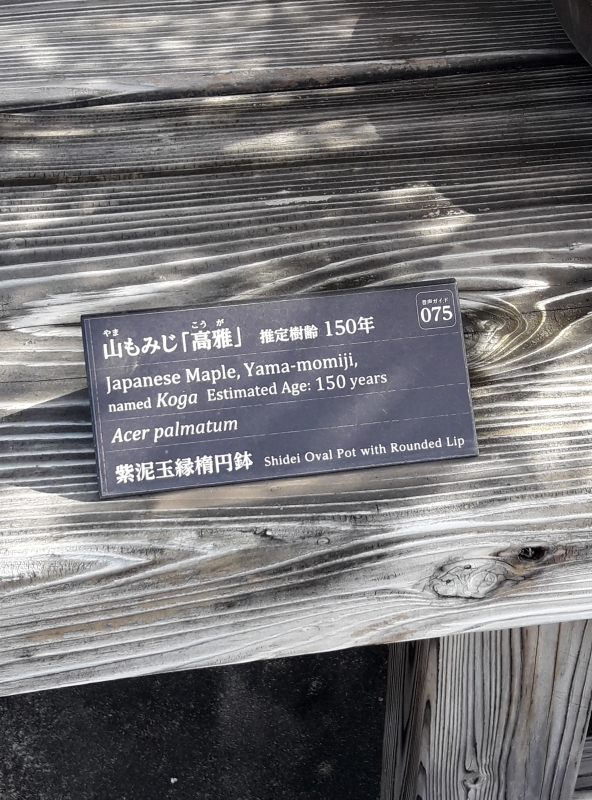 やま こうが
山もみじ「高雅」 推定樹齢 150年
音声ガイド
075
Japanese Maple, Yama-momiji,
named Koga Estimated Age: 150 years
Acer palmatum
紫泥玉縁楕円鉢 Shidei Oval Pot with Rounded Lip